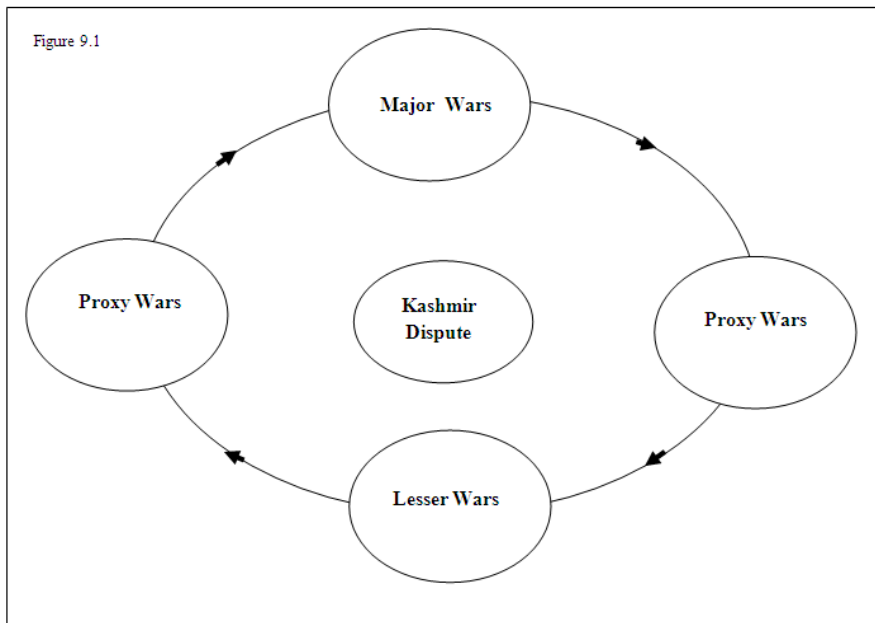 Figure 9.1
Major Wars
Proxy Wars
Kashmir
Dispute
Proxy Wars
Lesser Wars